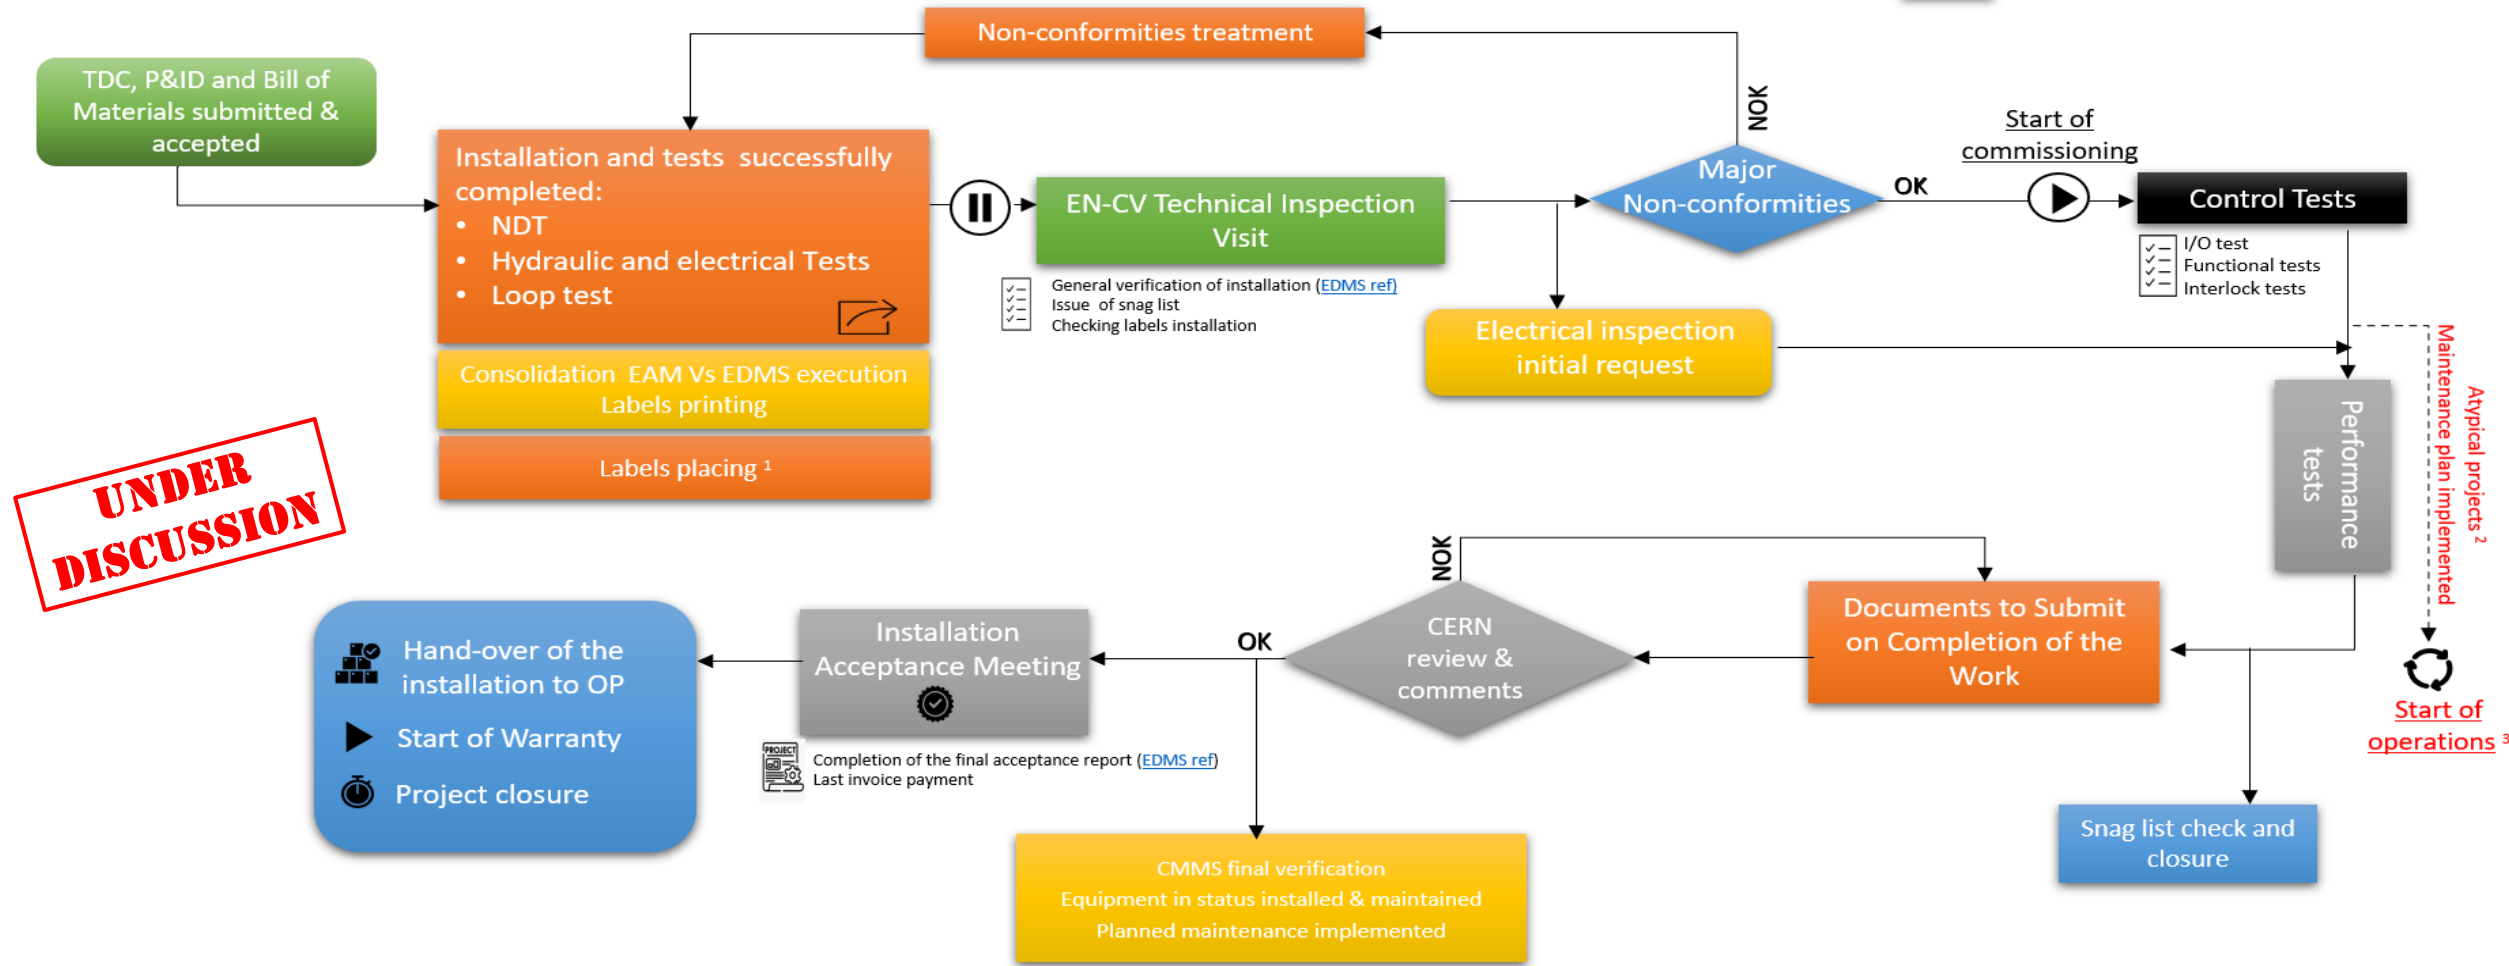 Non-conformities treatment
TDC, P&ID and Bill of
Materials submitted &
accepted
Installation and tests  successfully
completed:
• NDT
• Hydraulic and electrical Tests
• Loop test
Consolidation  EAM Vs EDMS execution
Labels printing
Labels placing 1
EN-CV Technical Inspection
Visit
General verification of installation (EDMS ref)
Issue  of snag list
Checking labels installation
Major
Non-conformities
NOK
OK
Electrical inspection
initial request
Start of
commissioning
Control Tests
I/O test
Functional tests
Interlock tests
Performance
tests
Atypical projects 2
Maintenance plan implemented
Start of
operations 3
UNDER
DISCUSSION
Documents to Submit
on Completion of the
Work
Snag list check and
closure
NOK
CERN
review &
comments
OK
Installation
Acceptance Meeting
PROJECT
Completion of the final acceptance report (EDMS ref)
Last invoice payment
CMMS final verification
Equipment in status installed & maintained
Planned maintenance implemented
Hand-over of the
installation to OP
Start of Warranty
Project closure